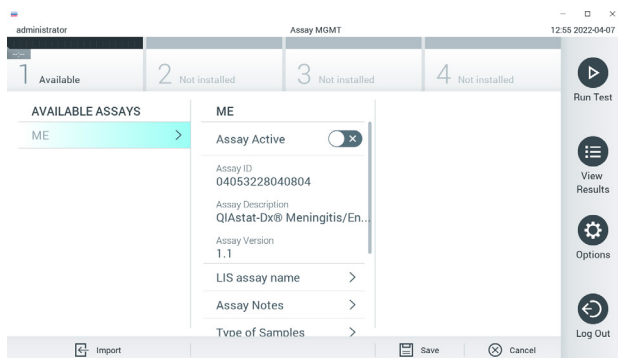 administrator
Assay MGMT
12:55 2022-04-07
--:--
1 Available
2 Not installed
3 Not installed
4 Not installed
Run Test
AVAILABLE ASSAYS
ME
ME
Assay Active
Assay ID
04053228040804
Assay Description
QIAstat-Dx® Meningitis/En...
Assay Version
1.1
LIS assay name
Assay Notes
Type of Samples
View
Results
Options
Log Out
Import
Save
Cancel